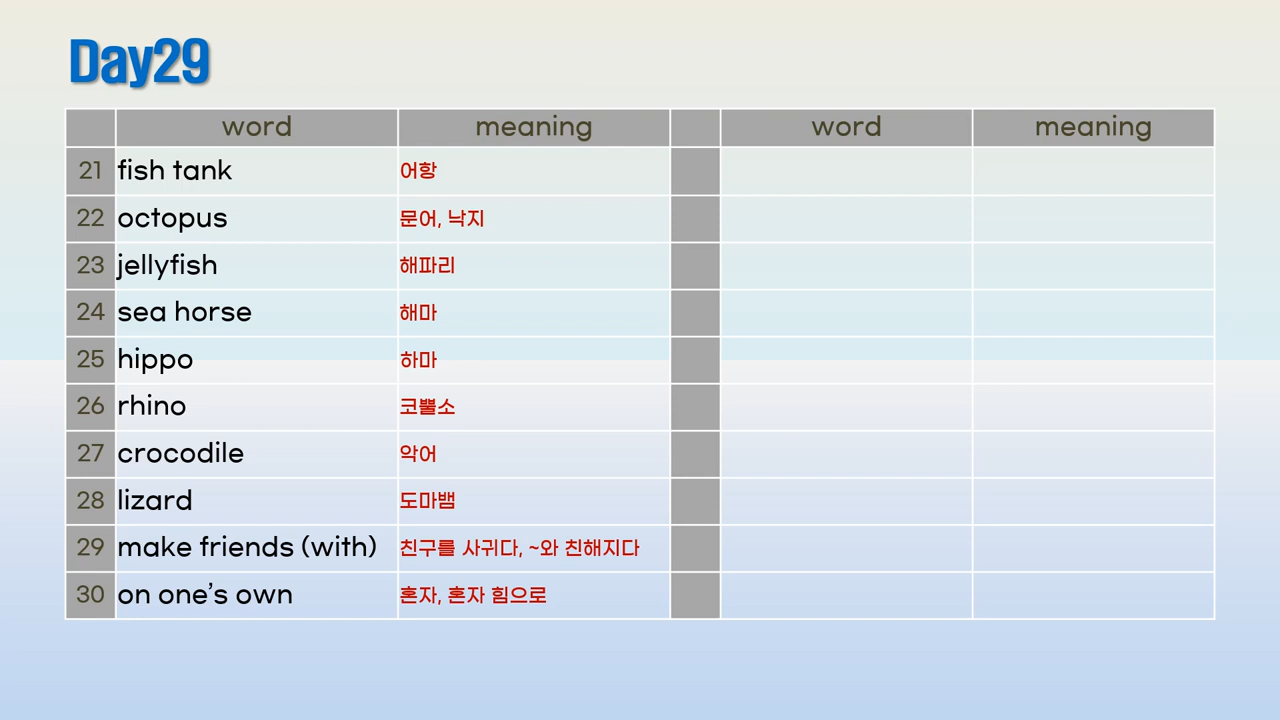 Day29
word meaning word meaning
21 fish tank 어항
22 octopus 문어, 낙지
23 jellyfish 해파리
24 sea horse 해마
25 hippo 하마
26 rhino 코뿔소
27 crocodile 악어
28 lizard 도마뱀
29 make friends (with) 친구를 사귀다, ~와 친해지다
30 on one's own 혼자, 혼자 힘으로